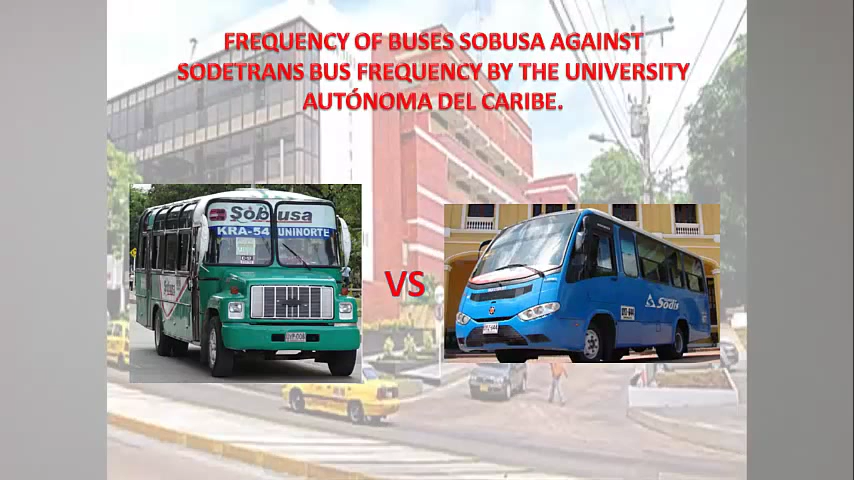 FREQUENCY OF BUSES SOBUSA AGAINST
SODETRANS BUS FREQUENCY BY THE UNIVERSITY
AUTÓNOMA DEL CARIBE.
Sobusa
KRA-54 UNINORTE
VS
Sodis